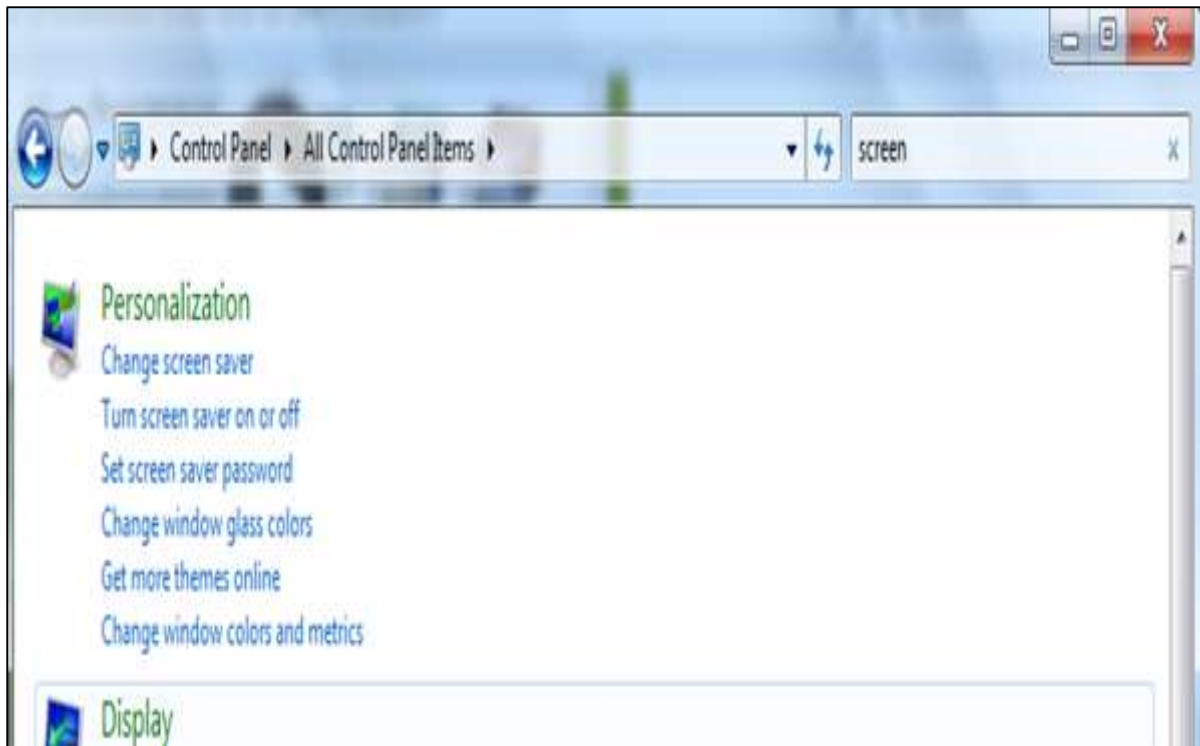 Control Panel All Control Panel Items screen
Personalization
Change screen saver
Turn screen saver on or off
Set screen saver password
Change window glass colors
Get more themes online
Change window colors and metrics
Display